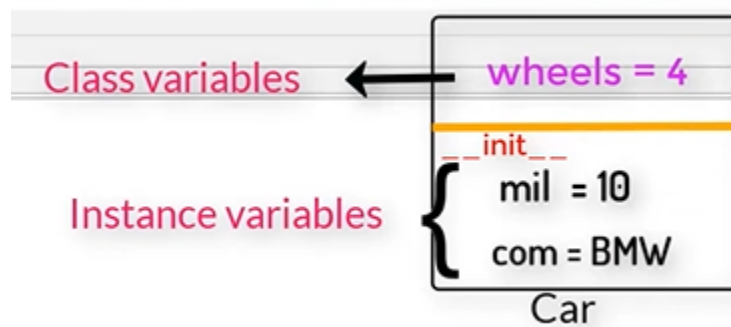 Class variables
wheels = 4
__init__
Instance variables
mil = 10
com = BMW
Car